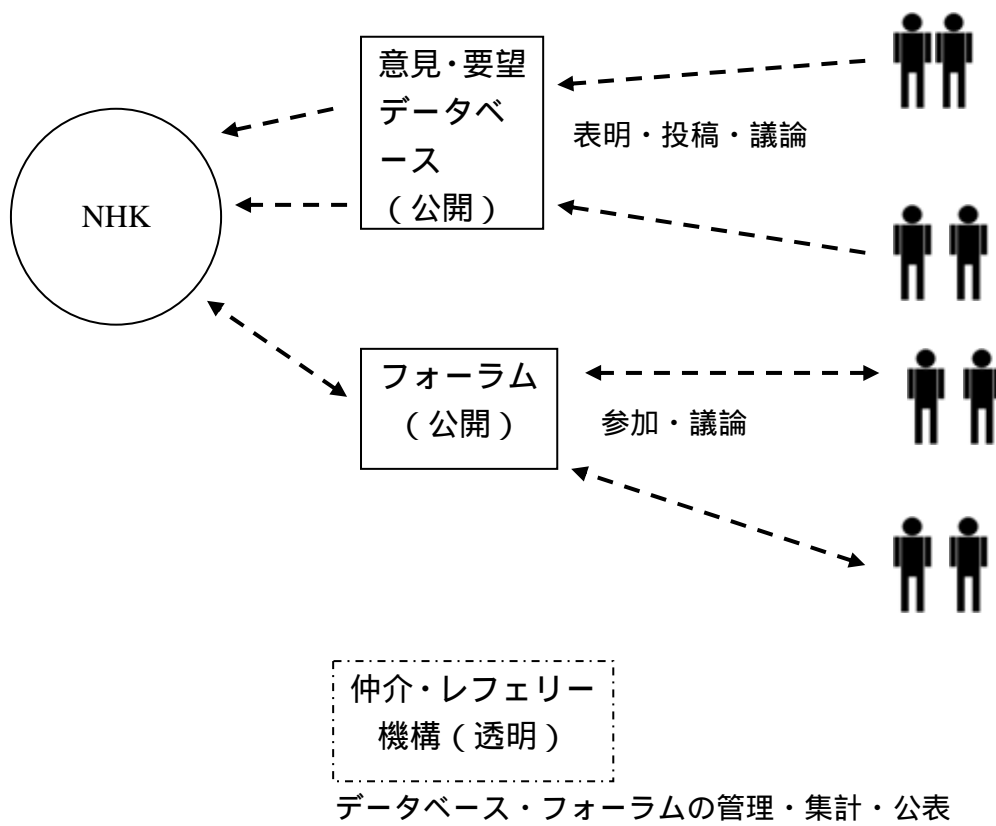 意見・要望
データベ
ース
（公開）
表明・投稿・議論
NHK
フォーラム
（公開）
参加・議論
仲介・レフェリー
機構（透明）
データベース・フォーラムの管理・集計・公表